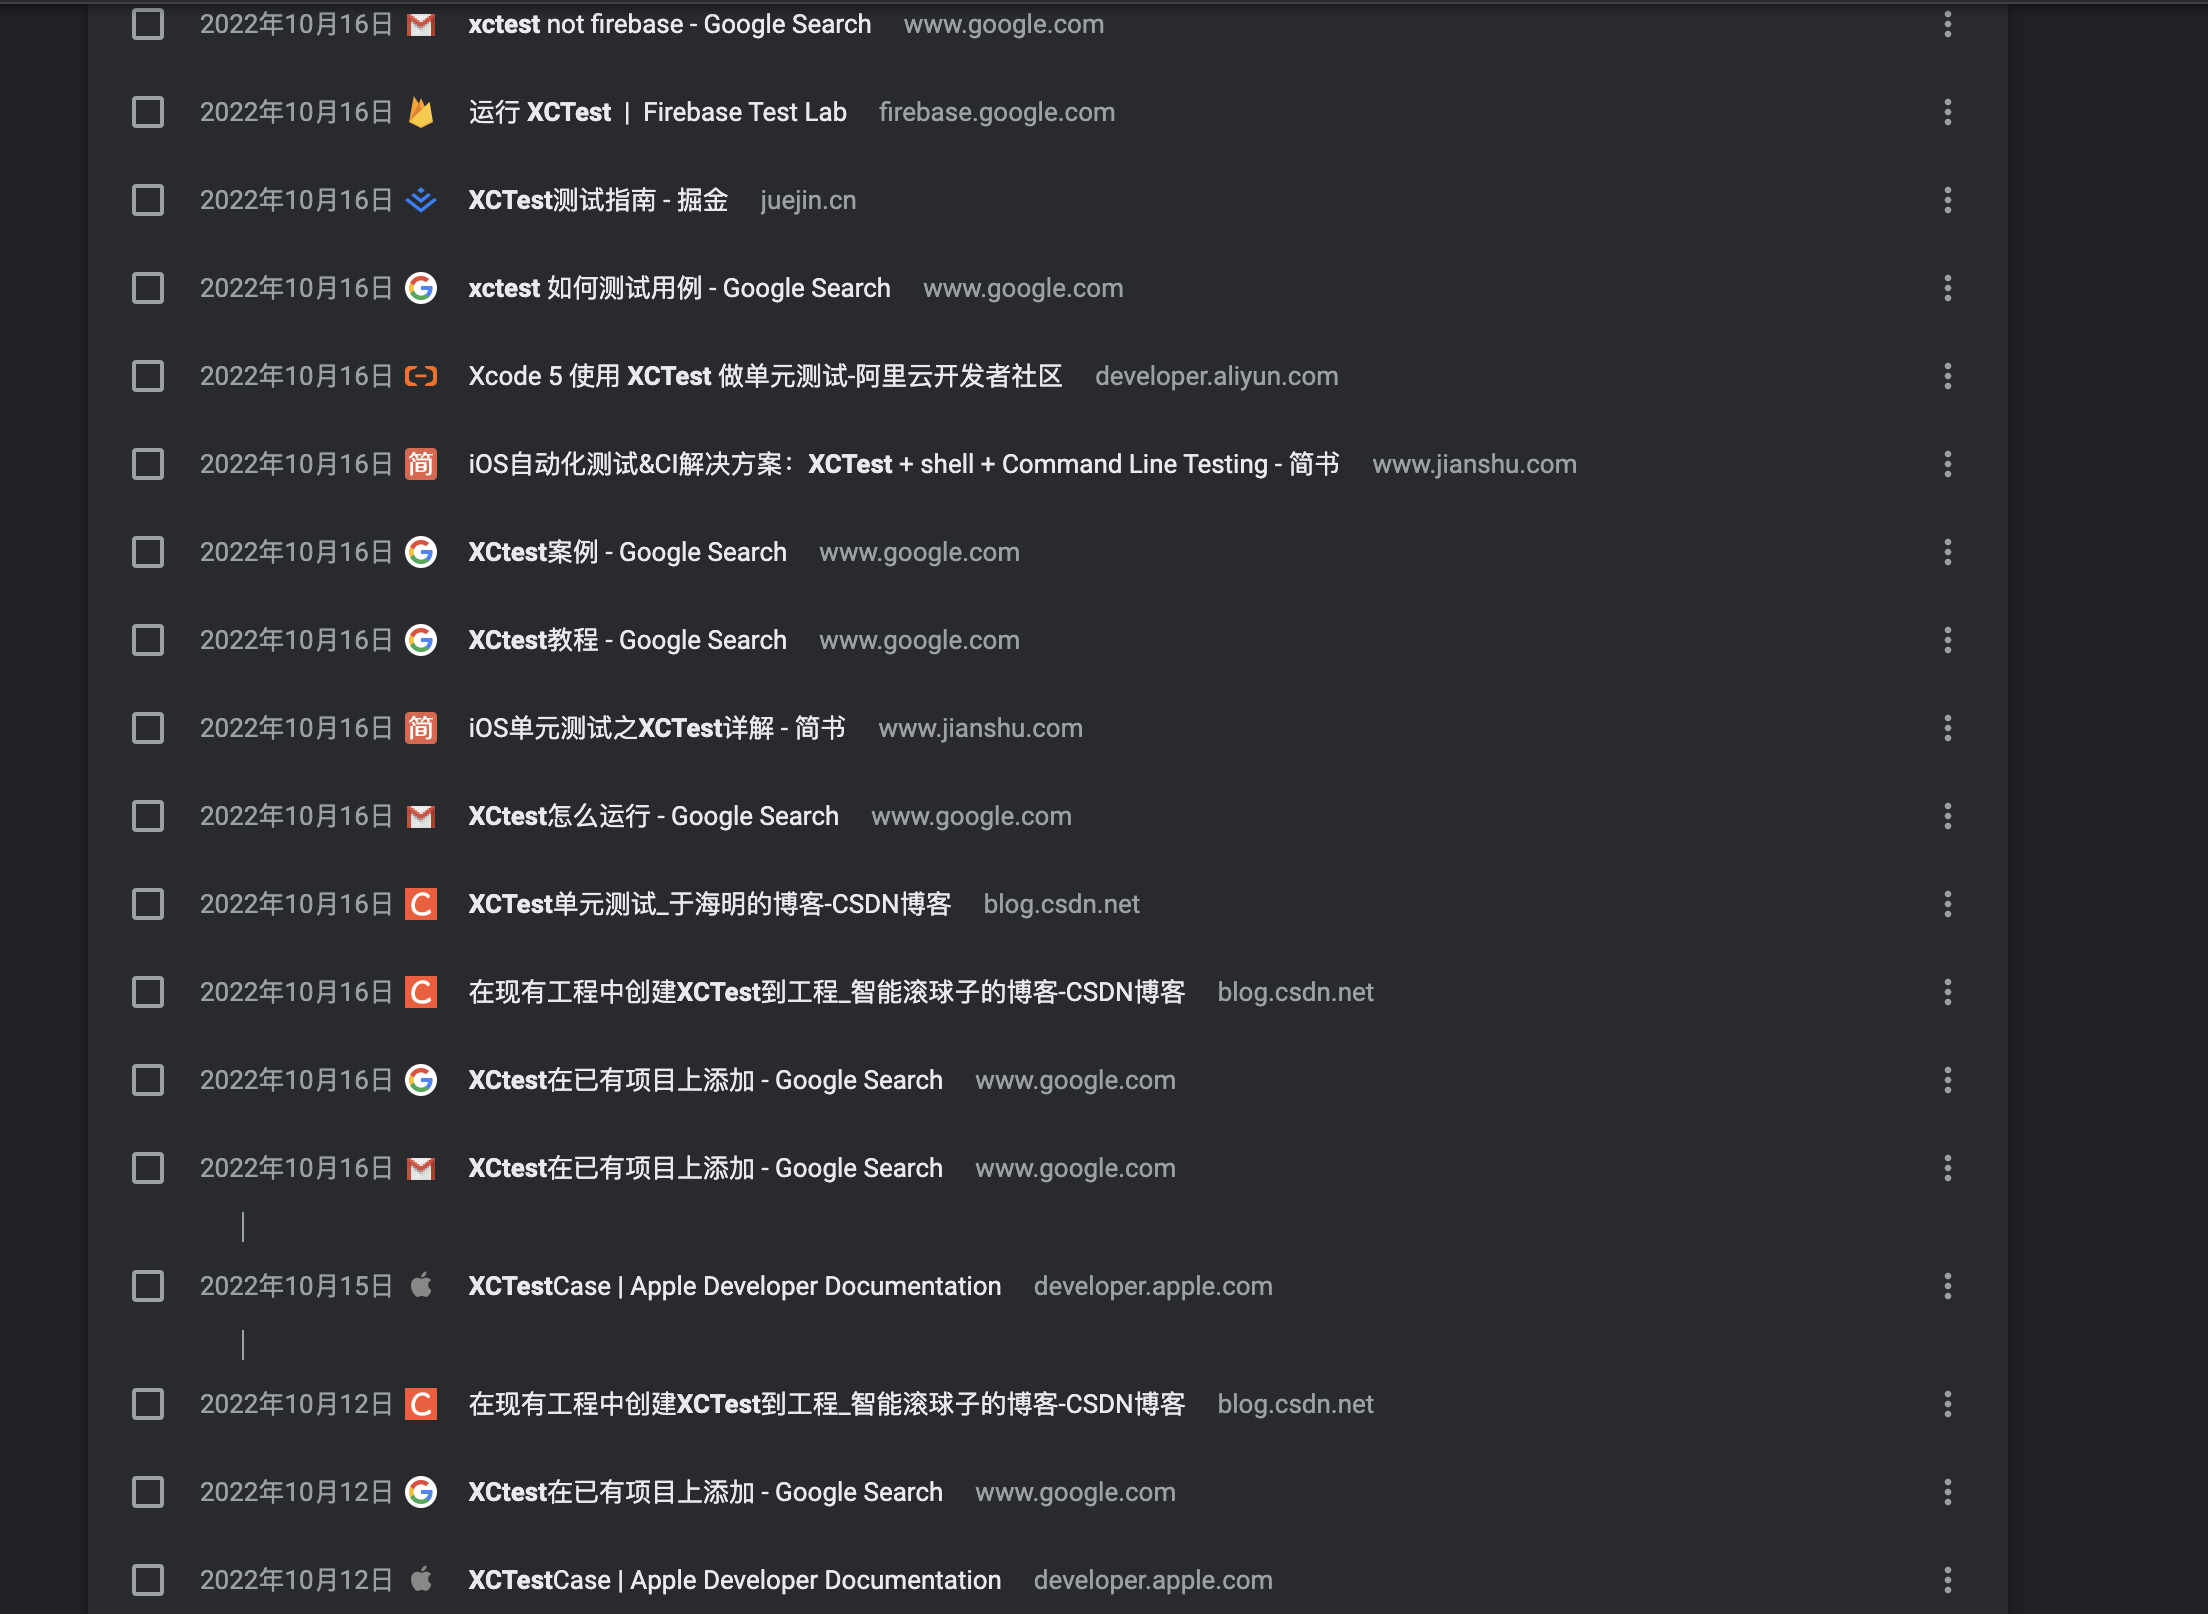 2022年10月16日 xctest not firebase - Google Search www.google.com
2022年10月16日 运行 XCTest | Firebase Test Lab firebase.google.com
2022年10月16日 XCTest测试指南 - 掘金 juejin.cn
2022年10月16日 xctest 如何测试用例 - Google Search www.google.com
2022年10月16日 Xcode 5 使用 XCTest 做单元测试-阿里云开发者社区 developer.aliyun.com
2022年10月16日 简 iOS自动化测试&CI解决方案：XCTest + shell + Command Line Testing - 简书 www.jianshu.com
2022年10月16日 XCtest案例 - Google Search www.google.com
2022年10月16日 XCtest教程 - Google Search www.google.com
2022年10月16日 简 iOS单元测试之XCTest详解 - 简书 www.jianshu.com
2022年10月16日 XCtest怎么运行 - Google Search www.google.com
2022年10月16日 C XCTest单元测试_于海明的博客-CSDN博客 blog.csdn.net
2022年10月16日 C 在现有工程中创建XCTest到工程_智能滚球子的博客-CSDN博客 blog.csdn.net
2022年10月16日 XCtest在已有项目上添加 - Google Search www.google.com
2022年10月16日 XCtest在已有项目上添加 - Google Search www.google.com
2022年10月15日 XCTestCase | Apple Developer Documentation developer.apple.com
2022年10月12日 C 在现有工程中创建XCTest到工程_智能滚球子的博客-CSDN博客 blog.csdn.net
2022年10月12日 XCtest在已有项目上添加 - Google Search www.google.com
2022年10月12日 XCTestCase | Apple Developer Documentation developer.apple.com